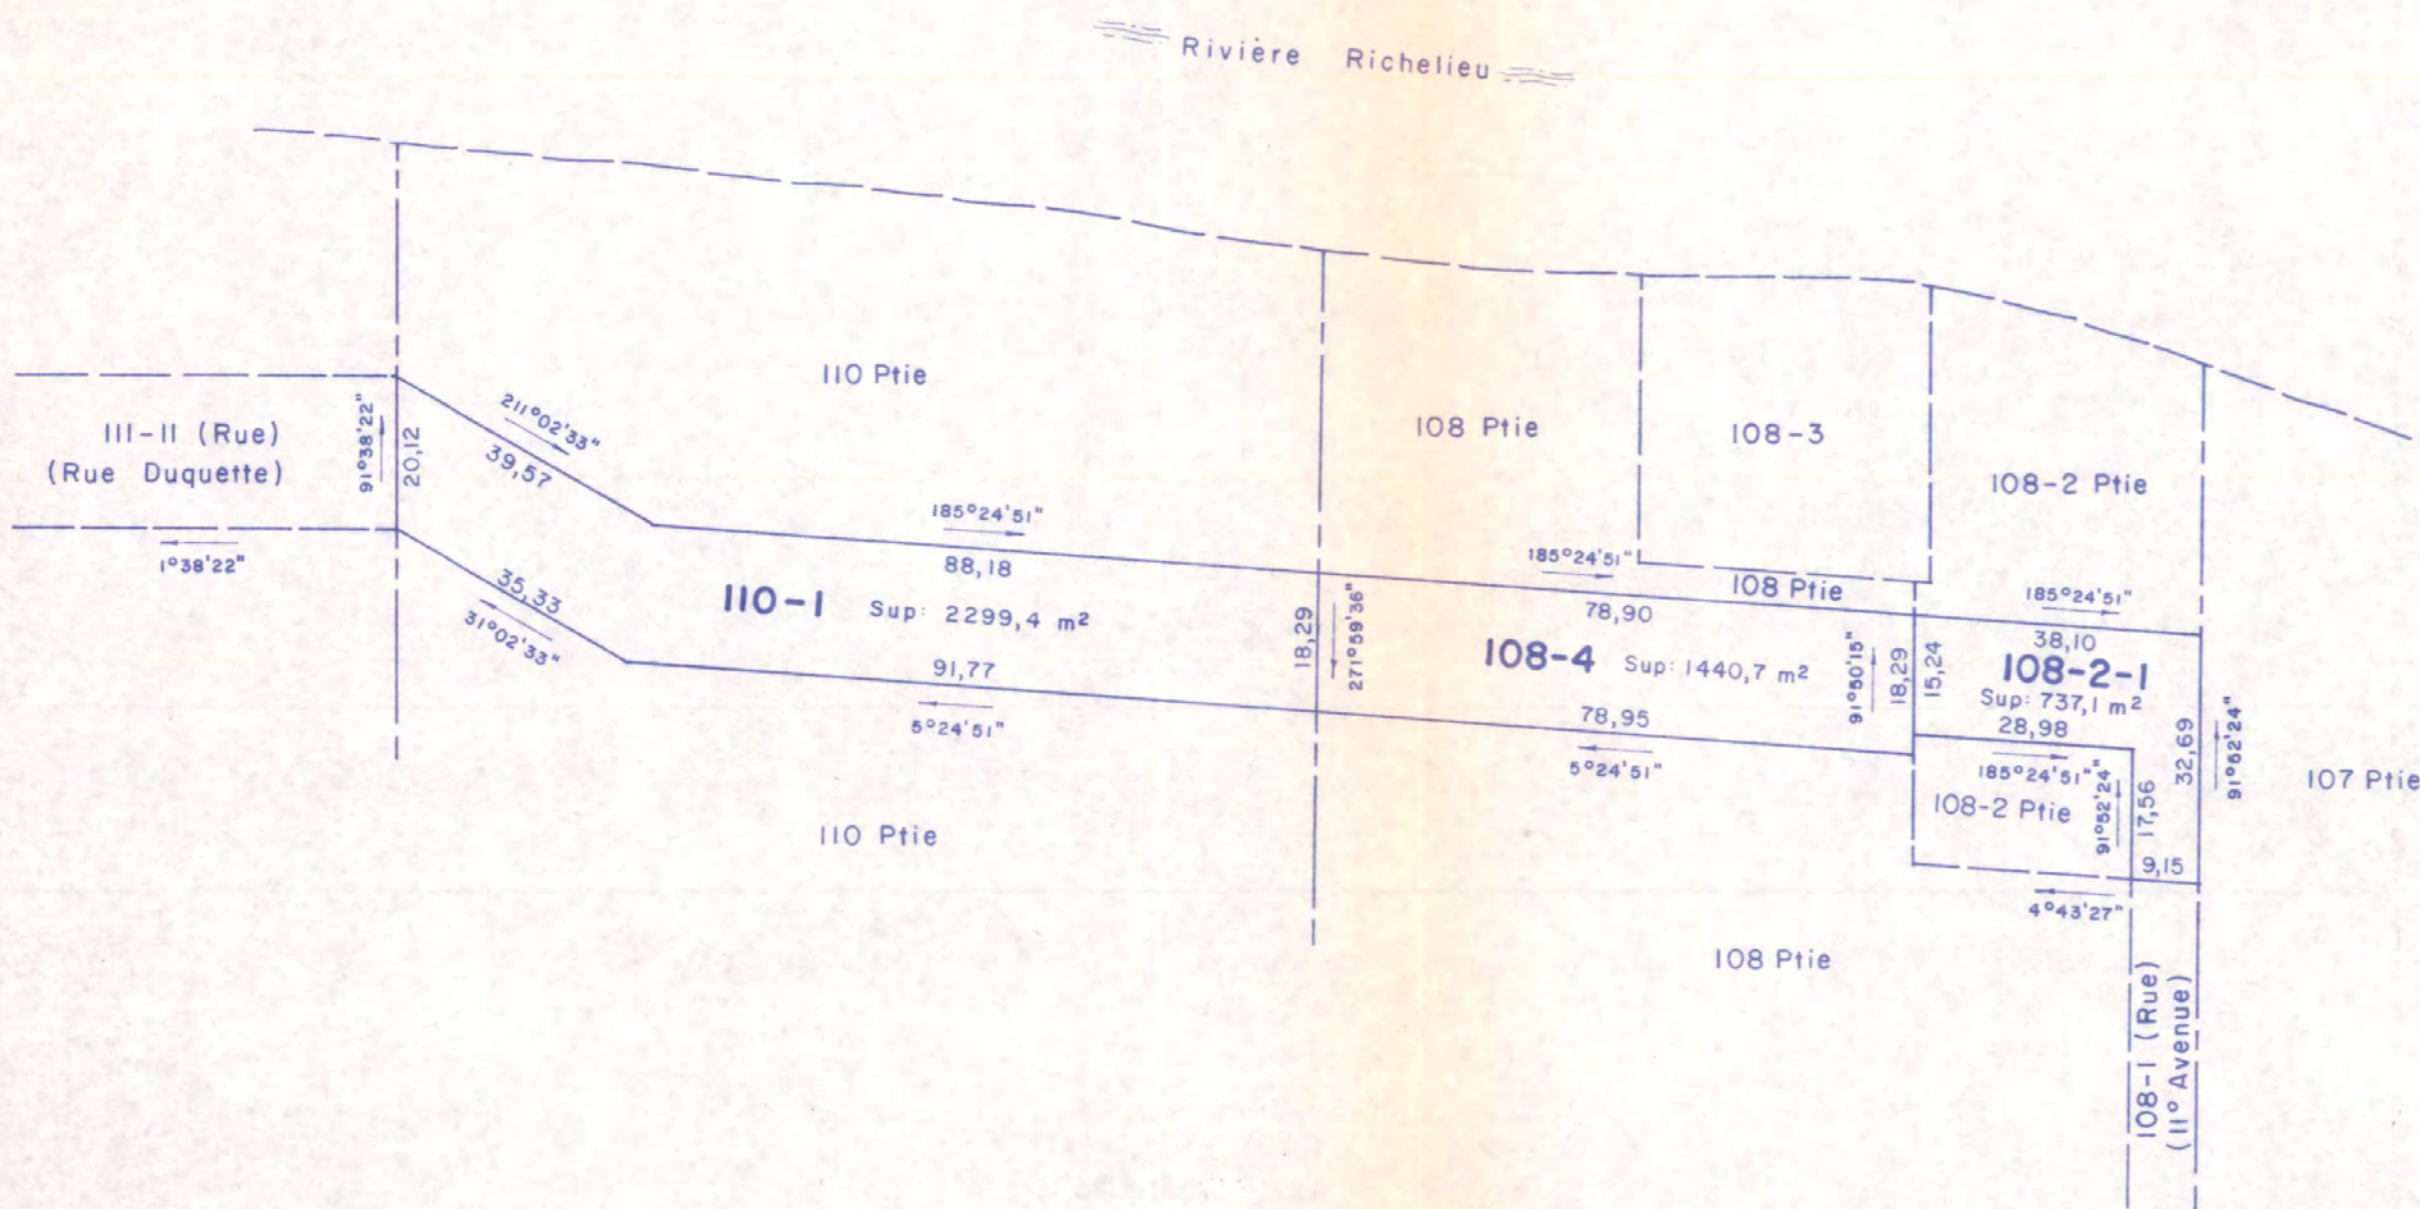 Rivière Richelieu
110 Ptie
111-11 (Rue)
(Rue Duquette)
91°38'22"
20,12
1°38'22"
211°02'33"
39,57
35,33
31°02'33"
185°24'51"
88,18
110-1 Sup: 2299,4 m²
91,77
5°24'51"
110 Ptie
18,29
271°59'36"
108 Ptie
108-3
108-2 Ptie
185°24'51"
108 Ptie
78,90
108-4 Sup: 1440,7 m²
78,95
5°24'51"
91°50'15"
18,29
15,24
185°24'51"
38,10
108-2-1
Sup: 737,1 m²
28,98
185°24'51"
108-2 Ptie
91°52'24"
17,56
32,69
91°52'24"
9,15
4°43'27"
107 Ptie
108 Ptie
108-1 (Rue)
(11° Avenue)